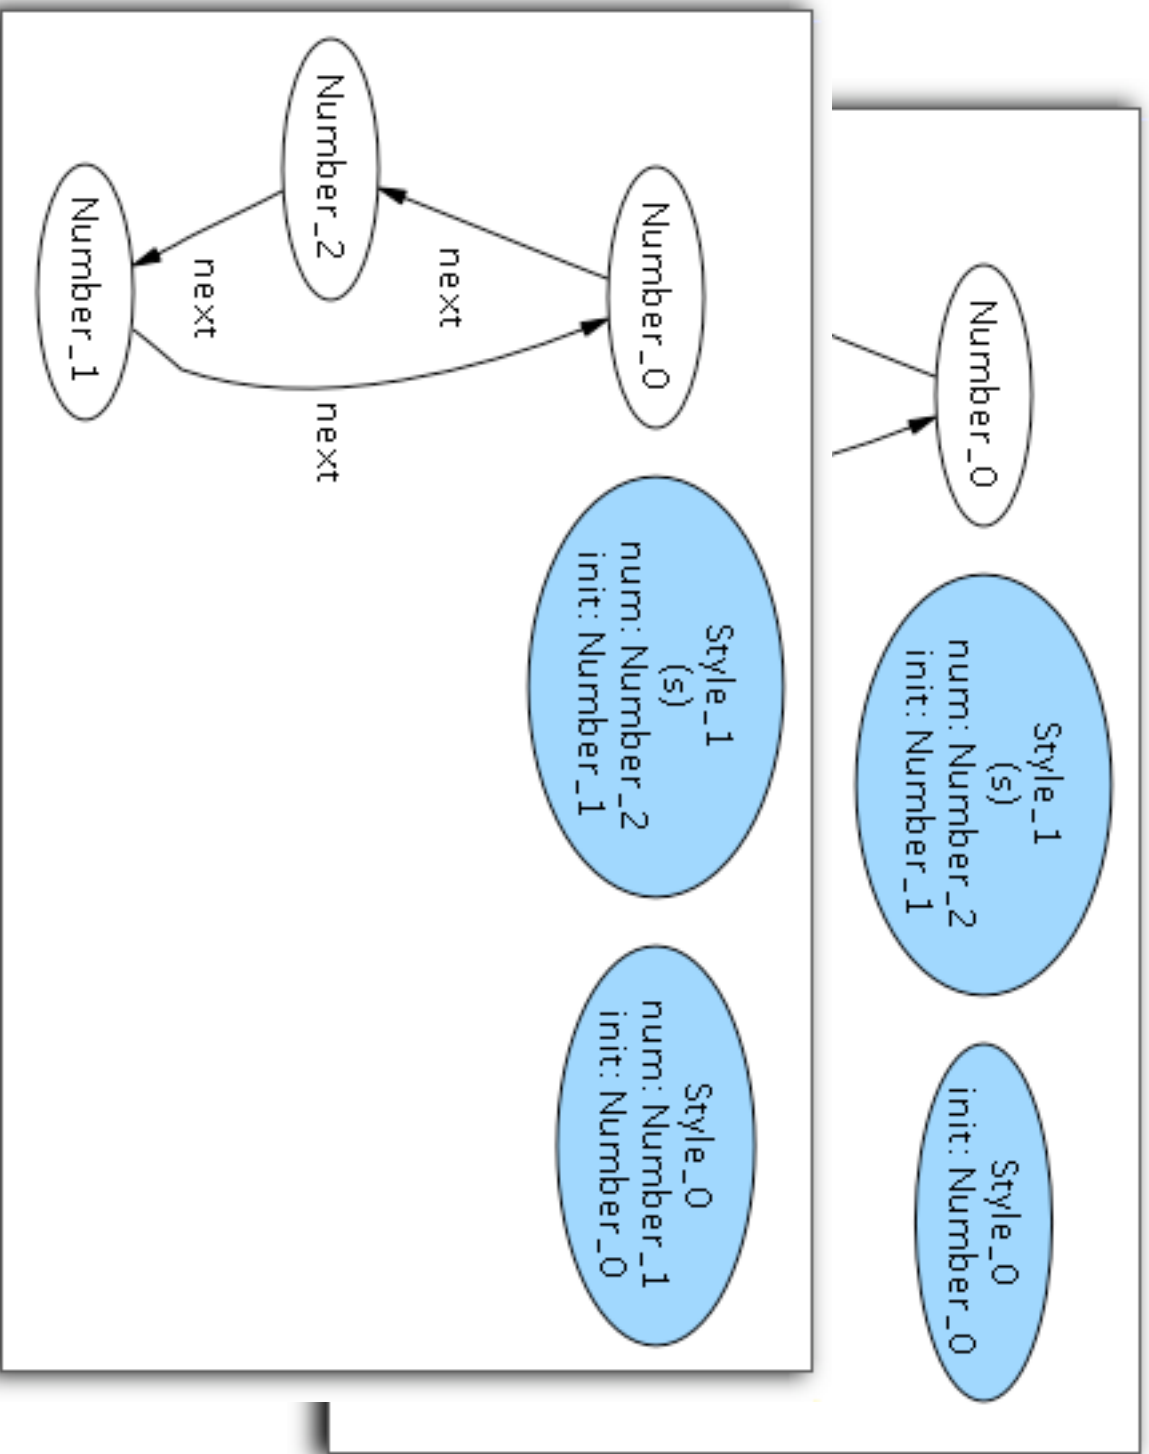 Number_0
Style_1
(s)
num: Number_2
init: Number_1
Style_0
init: Number_0
Number_0
Style_1
(s)
num: Number_2
init: Number_1
Style_0
num: Number_1
init: Number_0
next
Number_2
next
next
Number_1